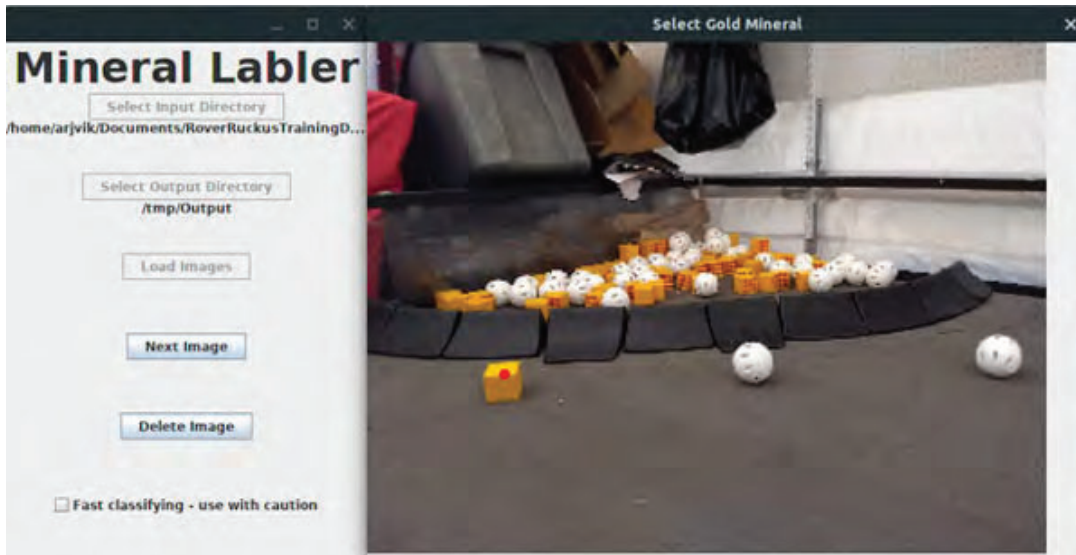 Select Gold Mineral
Mineral Labler
Select Input Directory
/home/arjvik/Documents/RoverRuckusTrainingD...
Select Output Directory
/tmp/Output
Load Images
Next Image
Delete Image
Fast classifying - use with caution